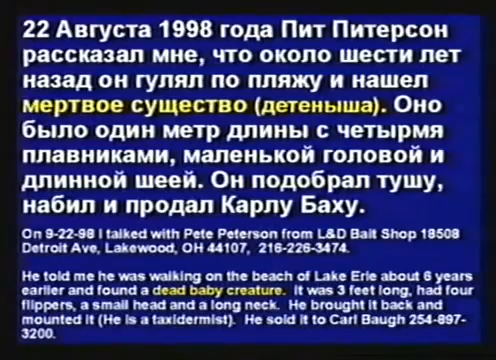 22 Августа 1998 года Пит Питерсон
рассказал мне, что около шести лет
назад он гулял по пляжу и нашел
мертвое существо (детеныша). Оно
было один метр длины с четырмя
плавниками, маленькой головой и
длинной шеей. Он подобрал тушу,
набил и продал Карлу Баху.
On 9-22-98 I talked with Pete Peterson from L&D Bait Shop 18508
Detroit Ave, Lakewood, OH 44107, 216-226-3474.
He told me he was walking on the beach of Lake Erie about 6 years
earlier and found a dead baby creature. It was 3 feet long, had four
flippers, a small head and a long neck. He brought it back and
mounted it (He is a taxidermist). He sold it to Carl Baugh 254-897-
3200.